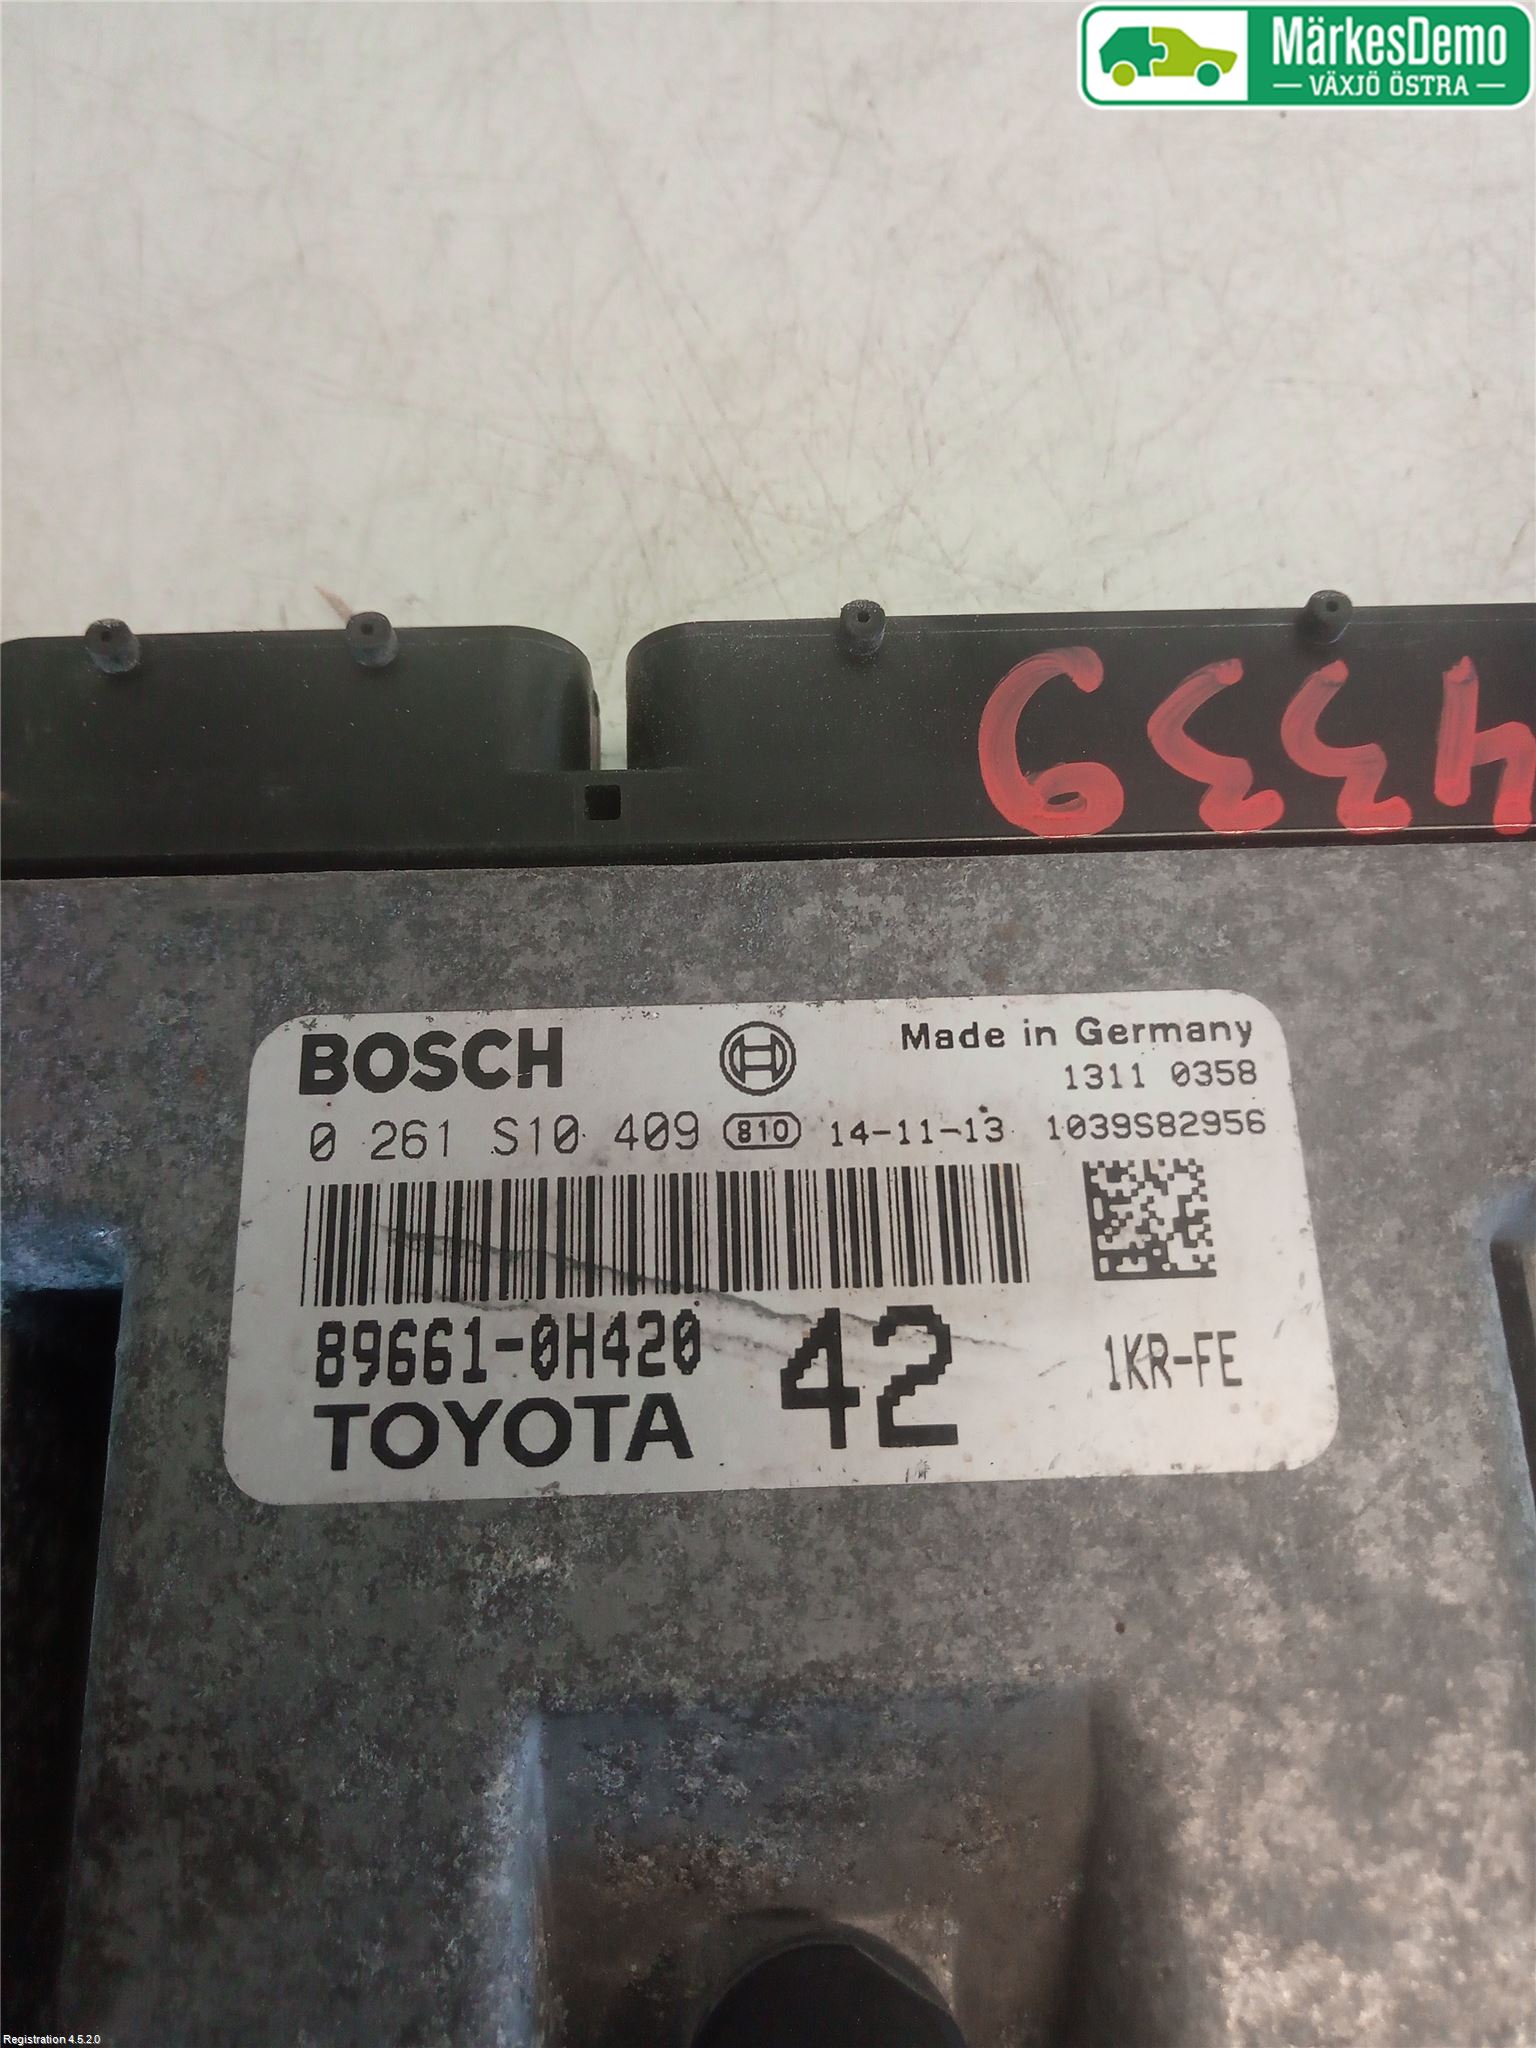 MärkesDemo
VÄXJÖ ÖSTRA
4339
BOSCH
Made in Germany
1311 0358
0 261 S10 409 810 14-11-13 1039S82956
89661-0H420
42
1KR-FE
TOYOTA
Registration 4.5.2.0